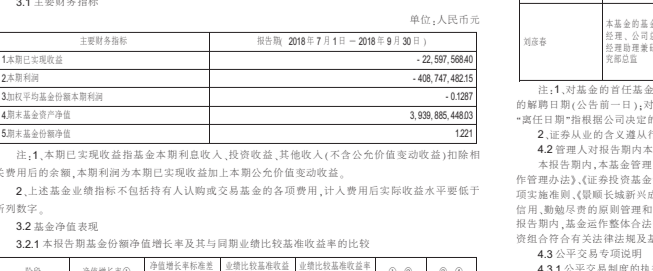 3.1 主要财务指标
单位：人民币元
主要财务指标 报告期( 2018年7月1日 - 2018年9月30日 )
1.本期已实现收益 - 22,597,568.40
2.本期利润 - 408,747,482.15
3.加权平均基金份额本期利润 - 0.1287
4.期末基金资产净值 3,939,885,448.03
5.期末基金份额净值 1.221
注：1、本期已实现收益指基金本期利息收入、投资收益、其他收入(不含公允价值变动收益)扣除相
关费用后的余额，本期利润为本期已实现收益加上本期公允价值变动收益。
2、上述基金业绩指标不包括持有人认购或交易基金的各项费用，计入费用后实际收益水平要低于
所列数字。
3.2 基金净值表现
3.2.1 本报告期基金份额净值增长率及其与同期业绩比较基准收益率的比较
净值增长率① 净值增长率标准差 业绩比较基准收益 业绩比较基准收益率
刘彦春
本基金的基金
经理、公司总
经理助理兼研
究部总监
注：1、对基金的首任基金
的解聘日期(公告前一日)；对
“离任日期”指根据公司决定的
2、证券从业的含义遵从行
4.2 管理人对报告期内本
本报告期内，本基金管理
作管理办法》、《证券投资基金
项实施准则、《景顺长城新兴成
信用、勤勉尽责的原则管理和
报告期内，基金运作整体合法
资组合符合有关法律法规及基
4.3 公平交易专项说明
4.3.1 公平交易制度的执